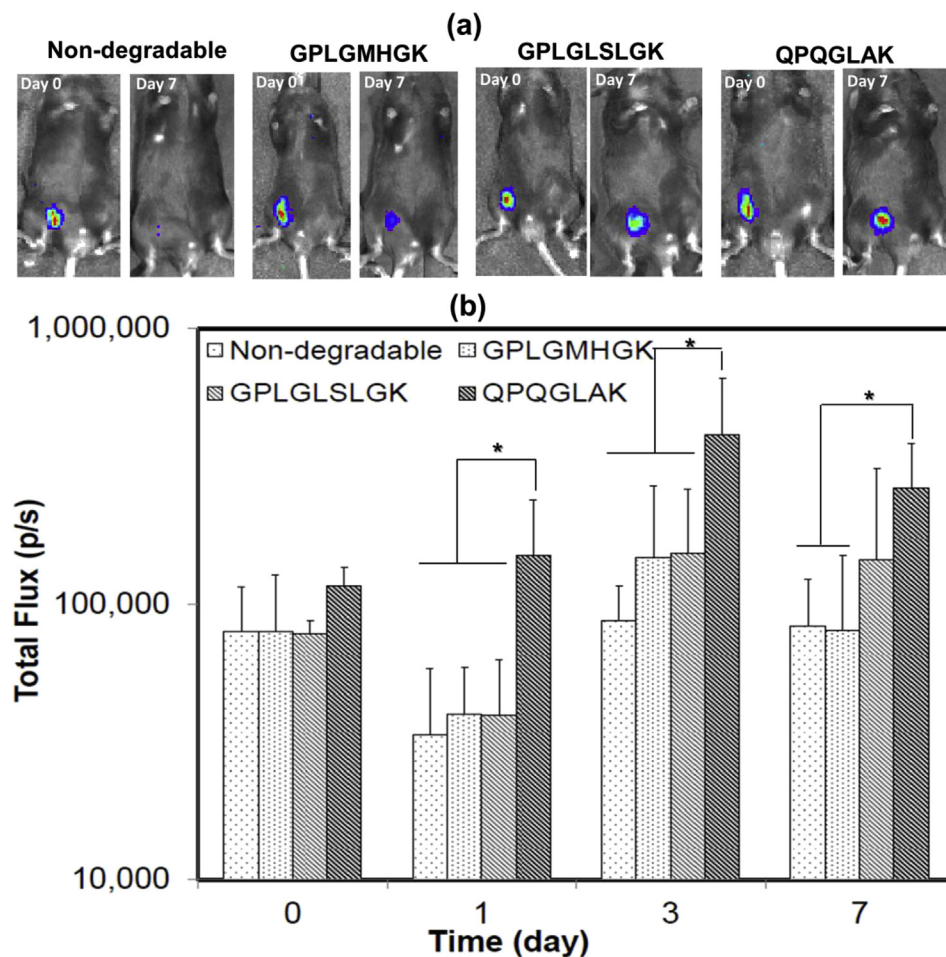 (a)
Non-degradable GPLGMHGK GPLGLSLGK QPQGLAK
Day 0 Day 7 Day 0 Day 7 Day 0 Day 7 Day 0 Day 7
(b)
1,000,000
Non-degradable GPLGMHGK
GPLGLSLGK QPQGLAK
*
*
*
100,000
10,000
Total Flux (p/s)
0 1 3 7
Time (day)